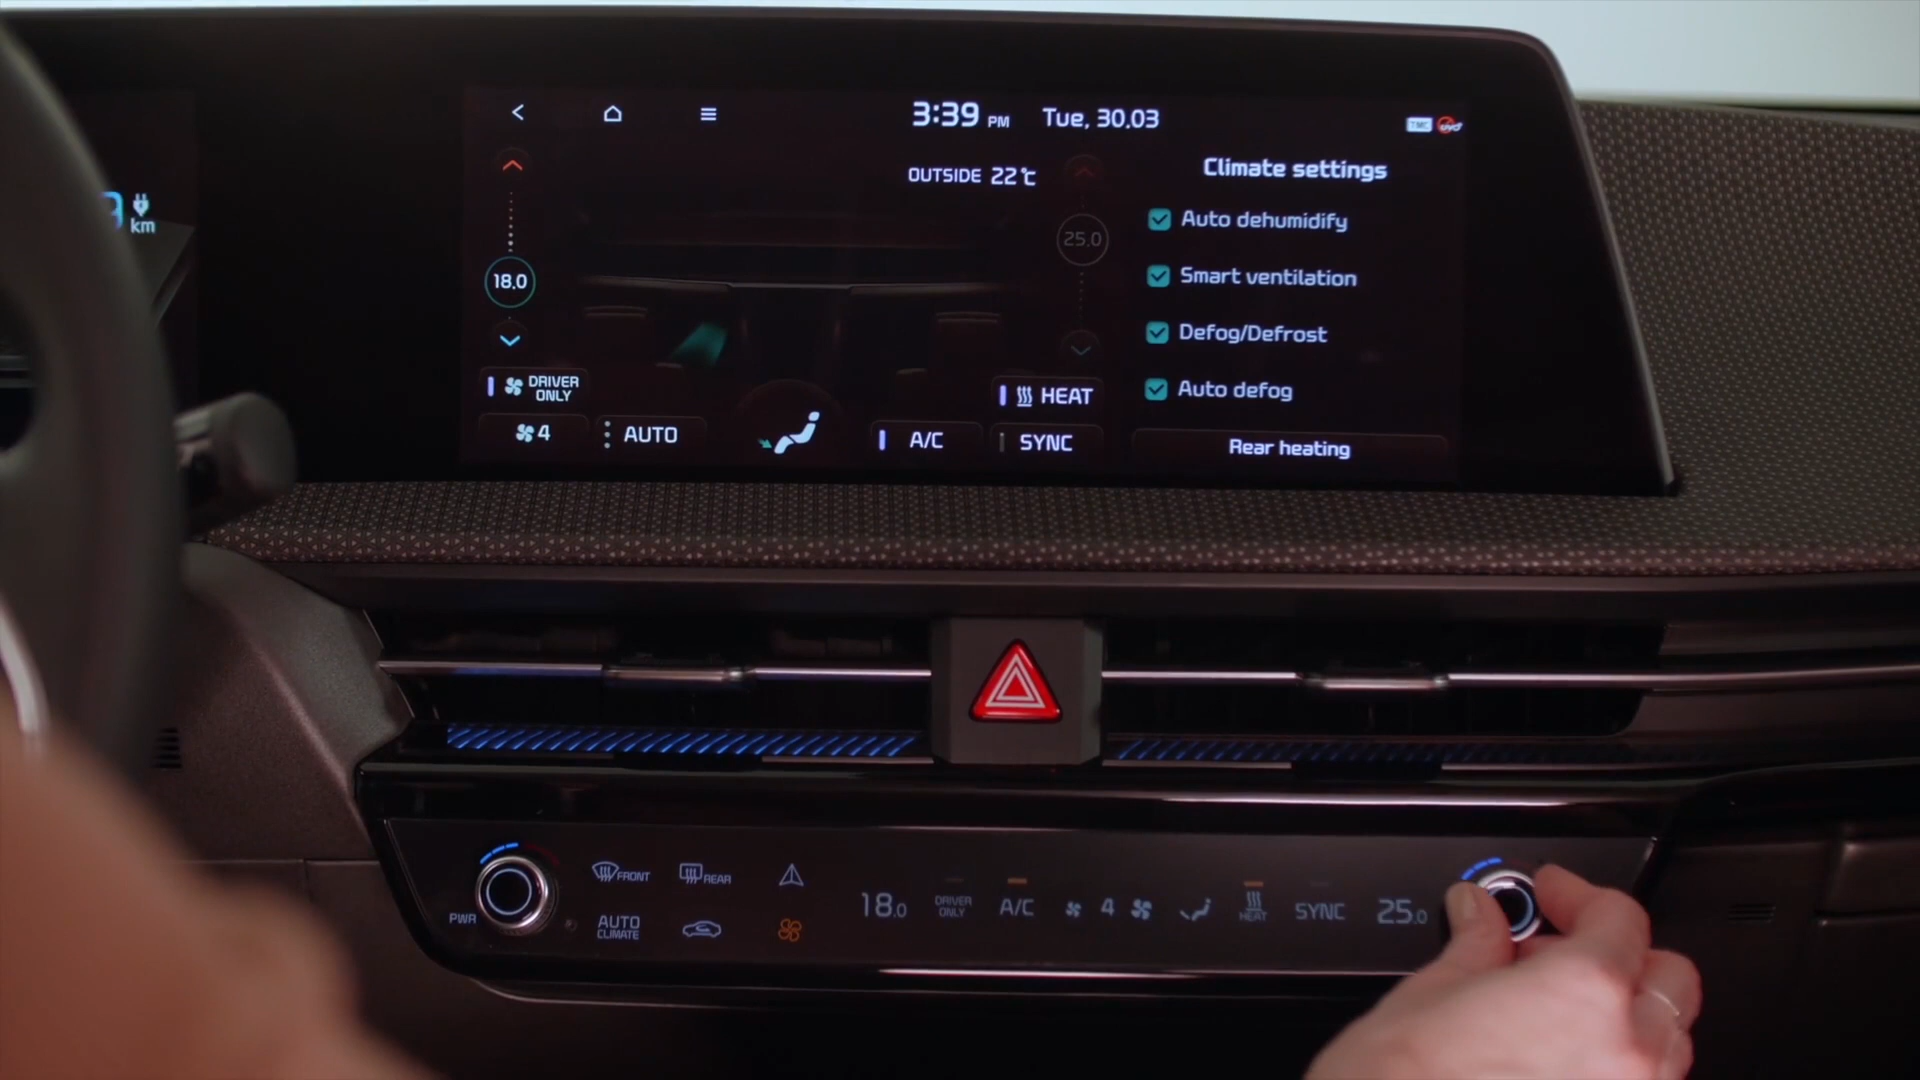 3:39 PM Tue, 30.03
TMC
OUTSIDE 22°C
Climate settings
25.0
Auto dehumidify
km
18.0
Smart ventilation
Defog/Defrost
DRIVER ONLY
HEAT
Auto defog
4
AUTO
A/C
SYNC
Rear heating
FRONT
REAR
PWR
AUTO CLIMATE
18.0
DRIVER ONLY
A/C
4
HEAT
SYNC
25.0